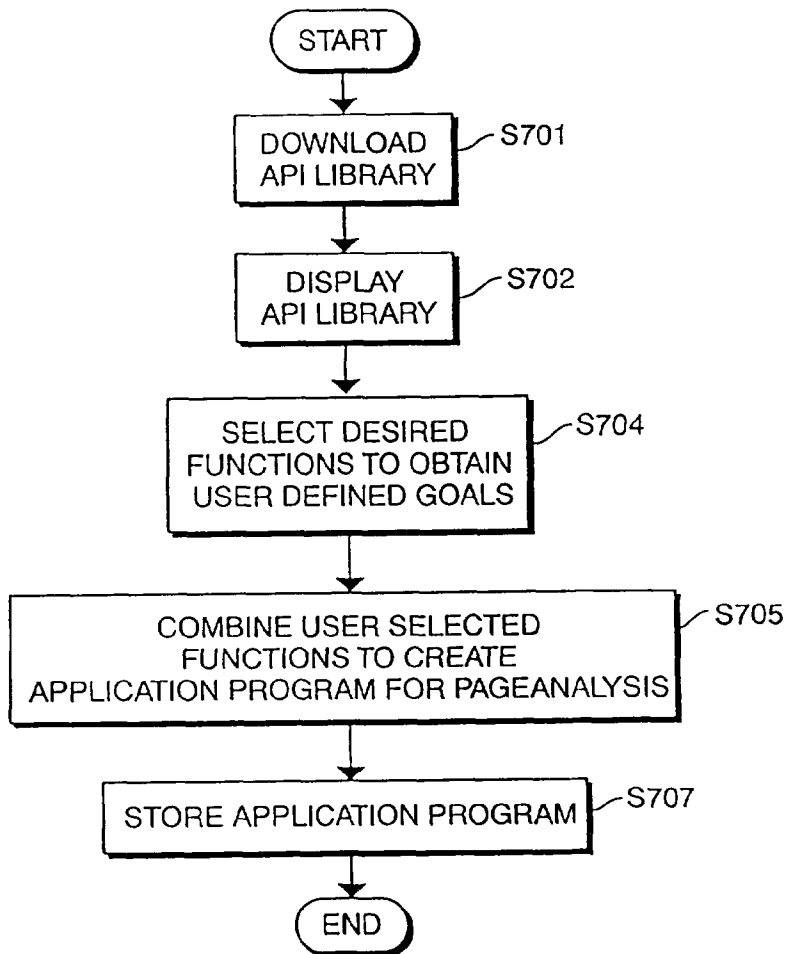 START
DOWNLOAD
API LIBRARY
S701
DISPLAY
API LIBRARY
S702
SELECT DESIRED
FUNCTIONS TO OBTAIN
USER DEFINED GOALS
S704
COMBINE USER SELECTED
FUNCTIONS TO CREATE
APPLICATION PROGRAM FOR PAGEANALYSIS
S705
STORE APPLICATION PROGRAM
S707
END